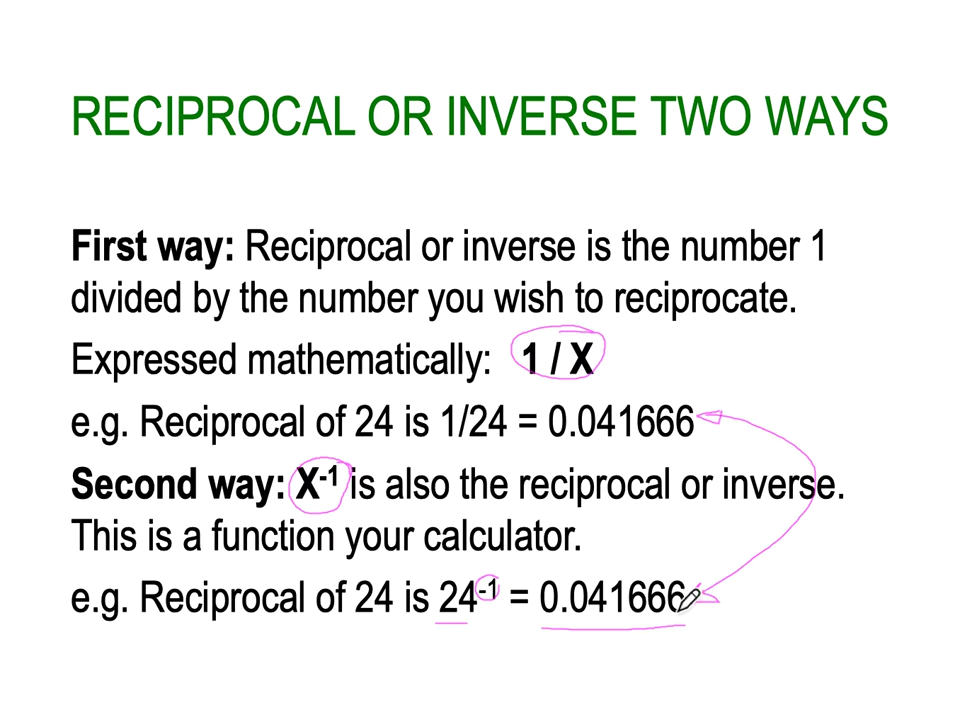 RECIPROCAL OR INVERSE TWO WAYS
First way: Reciprocal or inverse is the number 1
divided by the number you wish to reciprocate.
Expressed mathematically: 1 / X
e.g. Reciprocal of 24 is 1/24 = 0.041666
Second way: X⁻¹ is also the reciprocal or inverse.
This is a function your calculator.
e.g. Reciprocal of 24 is 24⁻¹ = 0.041666